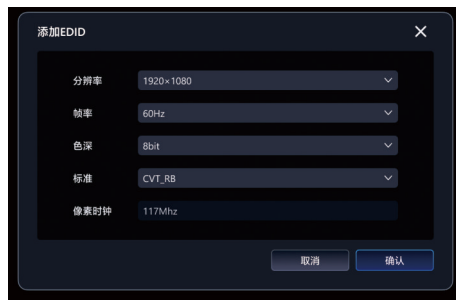 添加EDID
分辨率 1920×1080
帧率 60Hz
色深 8bit
标准 CVT_RB
像素时钟 117Mhz
取消 确认